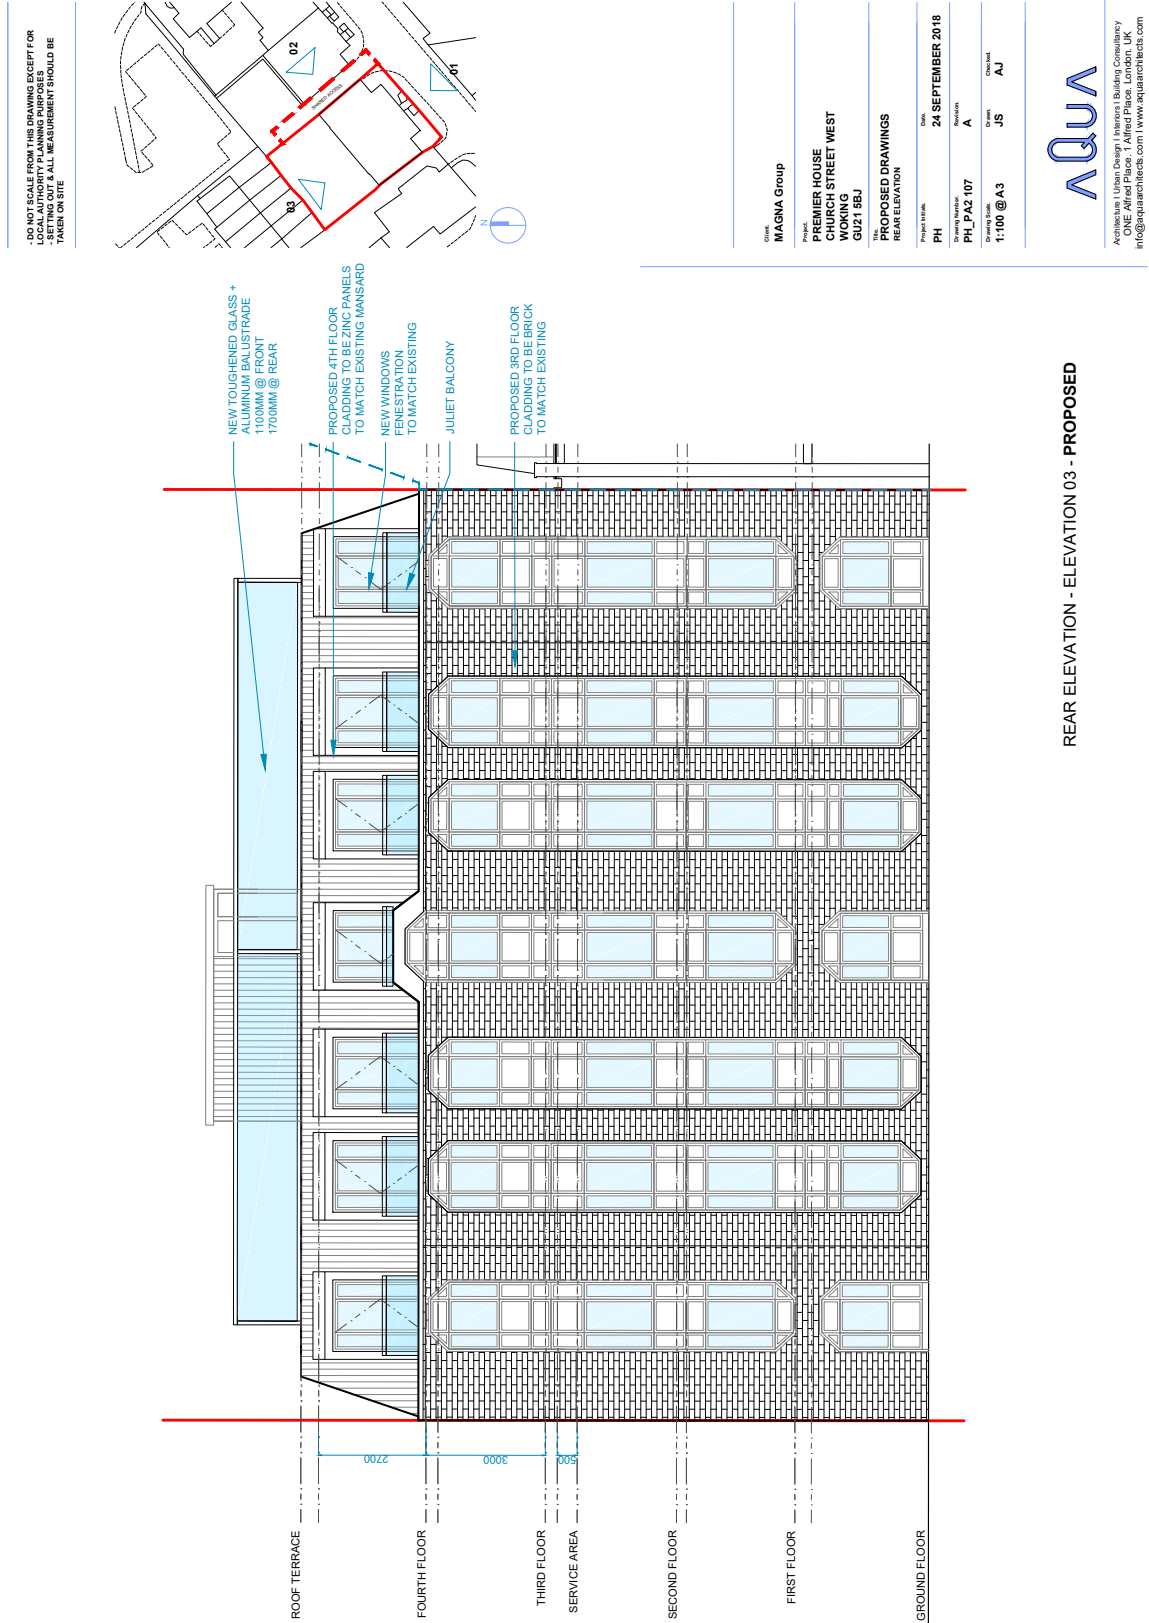 - DO NOT SCALE FROM THIS DRAWING EXCEPT FOR
LOCAL AUTHORITY PLANNING PURPOSES
- SETTING OUT & ALL MEASUREMENT SHOULD BE
TAKEN ON SITE
02
01
03
SHARED ACCESS
N
Client.
MAGNA Group
Project.
PREMIER HOUSE
CHURCH STREET WEST
WOKING
GU21 6BJ
Title.
PROPOSED DRAWINGS
REAR ELEVATION
Project Initials.
Date.
PH
24 SEPTEMBER 2018
Drawing Number.
Revision.
PH_PA2 107
A
Drawing Scale.
Drawn.
Checked.
1:100 @ A3
JS
AJ
AQUA
Architecture I Urban Design I Interiors I Building Consultancy
ONE Alfred Place. 1 Alfred Place. London. UK
info@aquaarchitects.com I www.aquaarchitects.com
NEW TOUGHENED GLASS +
ALUMINUM BALUSTRADE
1100MM @ FRONT
1700MM @ REAR
PROPOSED 4TH FLOOR
CLADDING TO BE ZINC PANELS
TO MATCH EXISTING MANSARD
NEW WINDOWS
FENESTRATION
TO MATCH EXISTING
JULIET BALCONY
PROPOSED 3RD FLOOR
CLADDING TO BE BRICK
TO MATCH EXISTING
2700
3000
500
ROOF TERRACE
FOURTH FLOOR
THIRD FLOOR
SERVICE AREA
SECOND FLOOR
FIRST FLOOR
GROUND FLOOR
REAR ELEVATION - ELEVATION 03 - PROPOSED